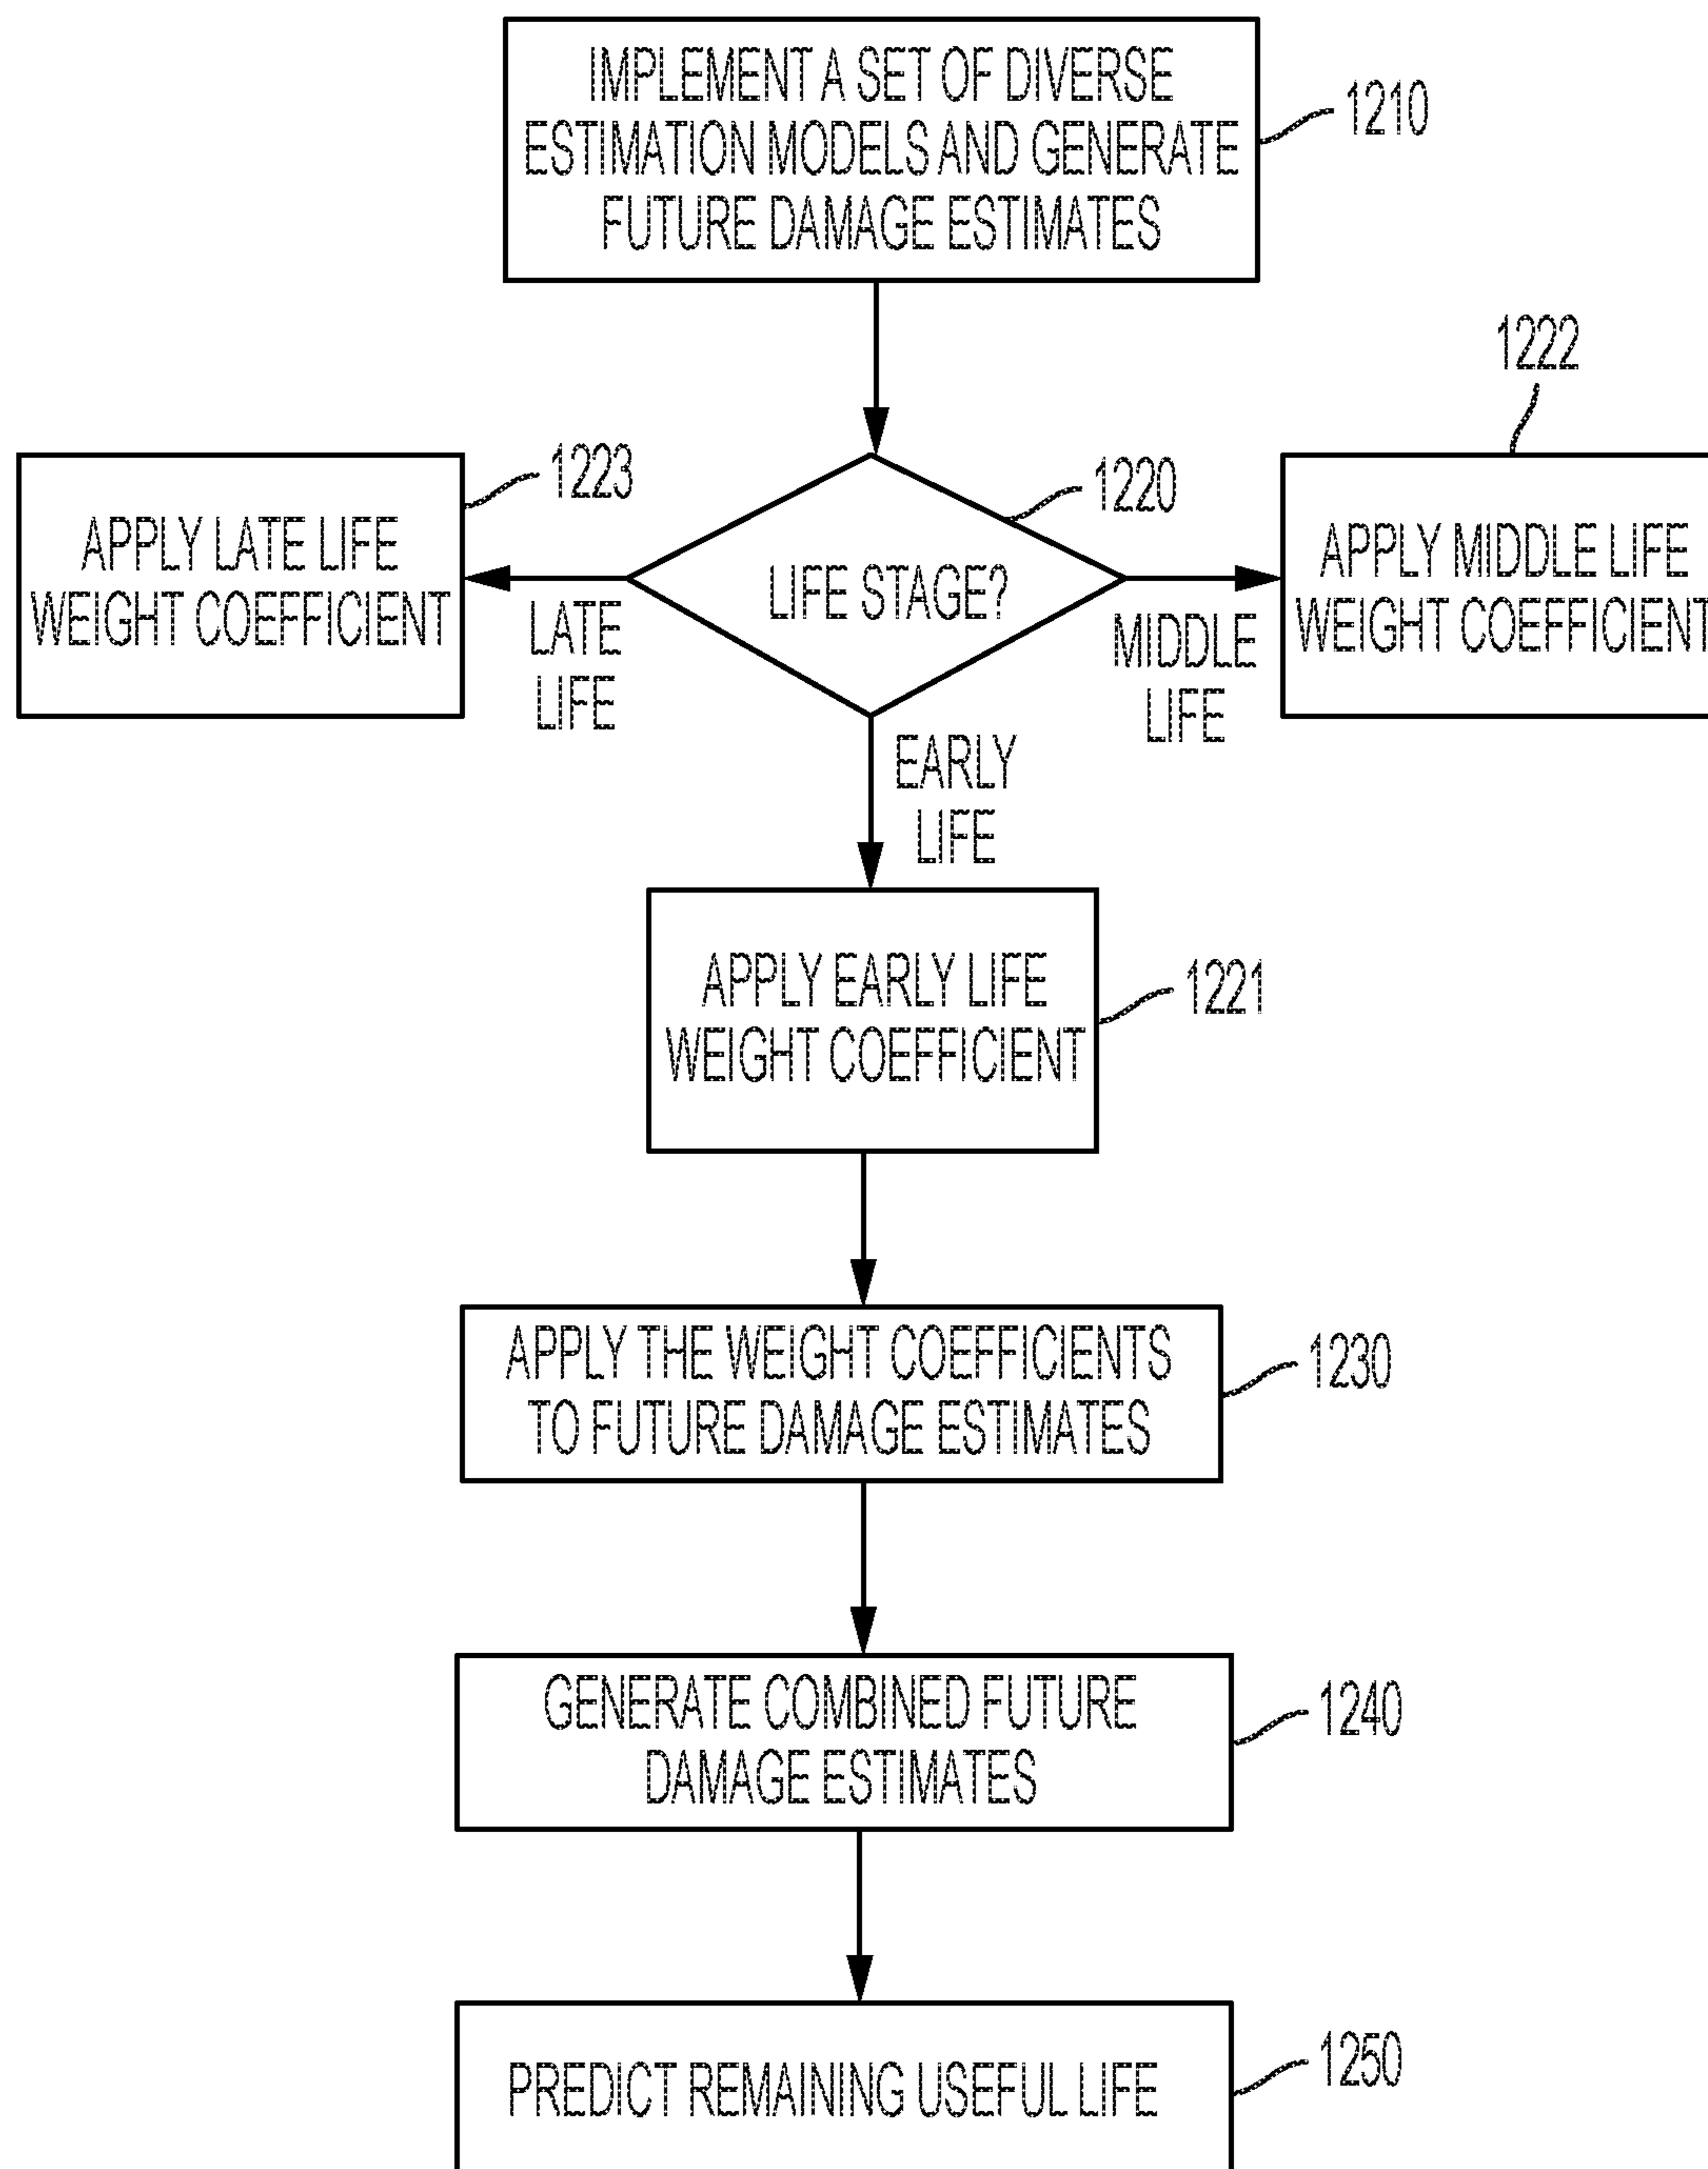 IMPLEMENT A SET OF DIVERSE
ESTIMATION MODELS AND GENERATE
FUTURE DAMAGE ESTIMATES
1210
1222
1223
1220
APPLY LATE LIFE
WEIGHT COEFFICIENT
LIFE STAGE?
APPLY MIDDLE LIFE
WEIGHT COEFFICIENT
LATE
LIFE
MIDDLE
LIFE
EARLY
LIFE
APPLY EARLY LIFE
WEIGHT COEFFICIENT
1221
APPLY THE WEIGHT COEFFICIENTS
TO FUTURE DAMAGE ESTIMATES
1230
GENERATE COMBINED FUTURE
DAMAGE ESTIMATES
1240
PREDICT REMAINING USEFUL LIFE
1250